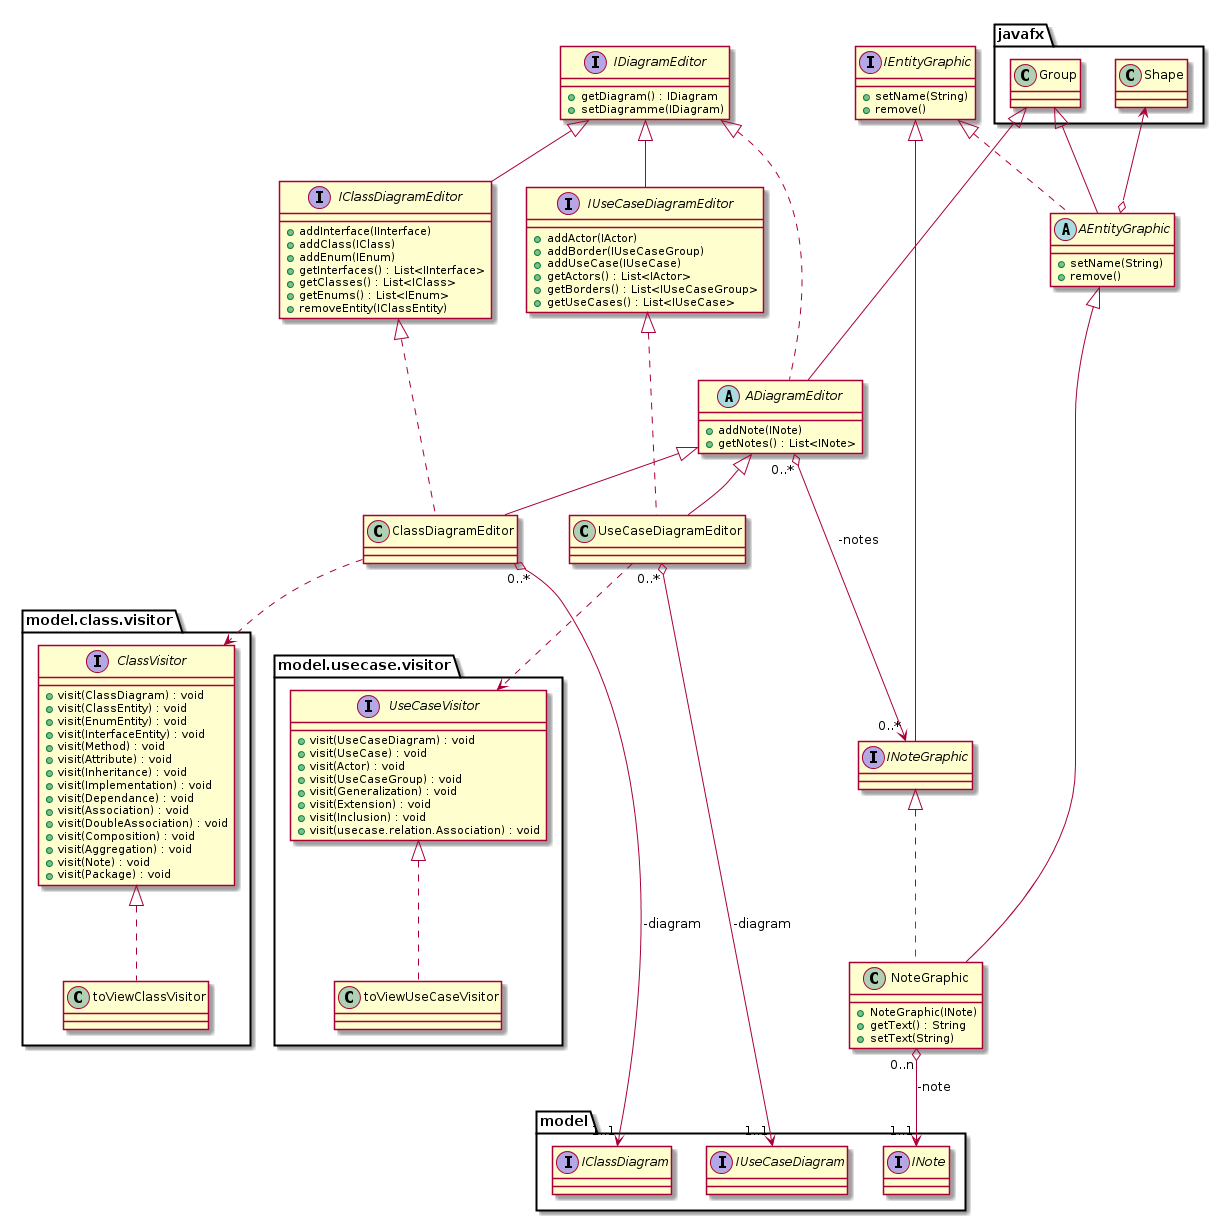 javafx
I IDiagramEditor
getDiagram() : IDiagram
setDiagramme(IDiagram)
I IEntityGraphic
setName(String)
remove()
C Group
C Shape
I IClassDiagramEditor
addInterface(IInterface)
addClass(IClass)
addEnum(IEnum)
getInterfaces() : List<IInterface>
getClasses() : List<IClass>
getEnums() : List<IEnum>
removeEntity(IClassEntity)
I IUseCaseDiagramEditor
addActor(IActor)
addBorder(IUseCaseGroup)
addUseCase(IUseCase)
getActors() : List<IActor>
getBorders() : List<IUseCaseGroup>
getUseCases() : List<IUseCase>
A AEntityGraphic
setName(String)
remove()
A ADiagramEditor
addNote(INote)
getNotes() : List<INote>
0..*
C ClassDiagramEditor
C UseCaseDiagramEditor
-notes
0..*
0..*
model.class.visitor
I ClassVisitor
visit(ClassDiagram) : void
visit(ClassEntity) : void
visit(EnumEntity) : void
visit(InterfaceEntity) : void
visit(Method) : void
visit(Attribute) : void
visit(Inheritance) : void
visit(Implementation) : void
visit(Dependance) : void
visit(Association) : void
visit(DoubleAssociation) : void
visit(Composition) : void
visit(Aggregation) : void
visit(Note) : void
visit(Package) : void
model.usecase.visitor
I UseCaseVisitor
visit(UseCaseDiagram) : void
visit(UseCase) : void
visit(Actor) : void
visit(UseCaseGroup) : void
visit(Generalization) : void
visit(Extension) : void
visit(Inclusion) : void
visit(usecase.relation.Association) : void
0..*
I INoteGraphic
-diagram
-diagram
C toViewClassVisitor
C toViewUseCaseVisitor
C NoteGraphic
NoteGraphic(INote)
getText() : String
setText(String)
0..n
-note
model
1..1
1..1
1..1
I IClassDiagram
I IUseCaseDiagram
I INote